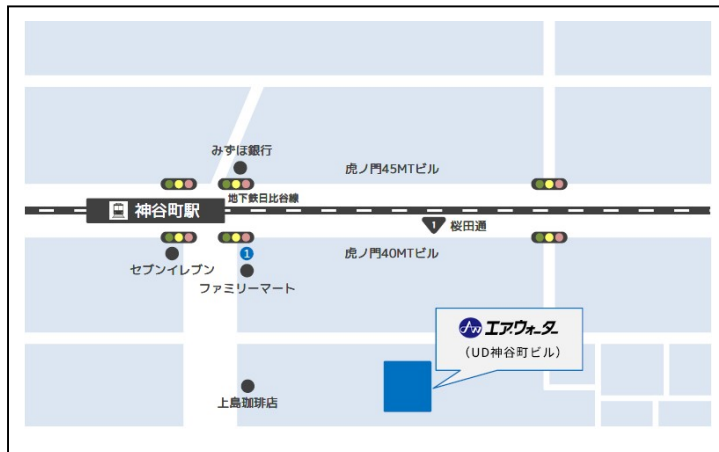 みずほ銀行
虎ノ門45MTビル
地下鉄日比谷線
神谷町駅
1 桜田通
1
セブンイレブン
虎ノ門40MTビル
ファミリーマート
AW エア・ウォーター
(UD神谷町ビル)
上島珈琲店